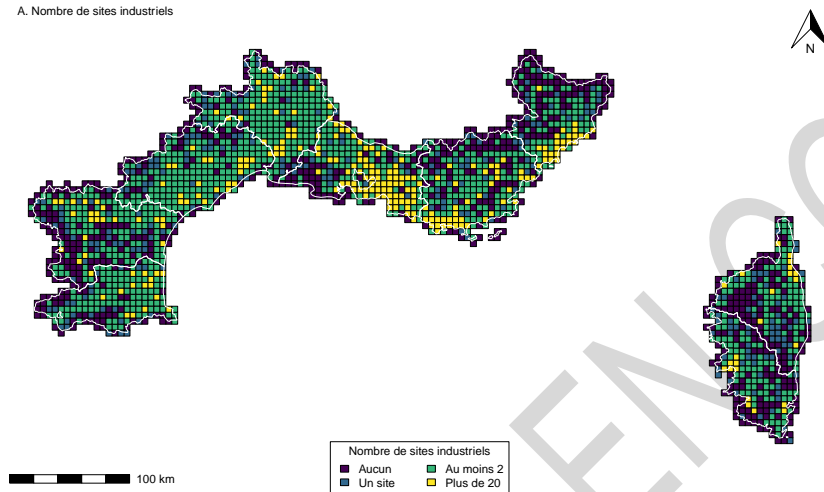 A. Nombre de sites industriels
N
Nombre de sites industriels
Aucun
Au moins 2
Un site
Plus de 20
100 km